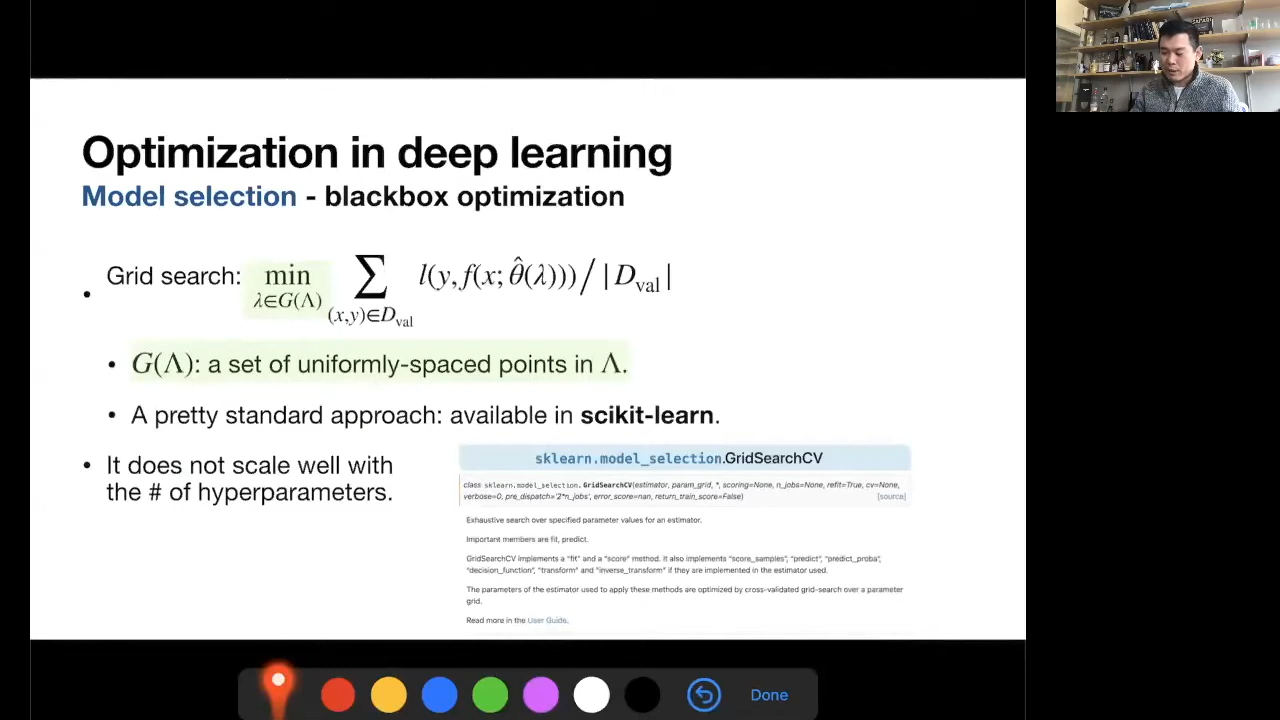 Optimization in deep learning
Model selection - blackbox optimization
• Grid search: min λ∈G(Λ) ∑ (x,y)∈D_val l(y, f(x; θ̂(λ))) / |D_val|
• G(Λ): a set of uniformly-spaced points in Λ.
• A pretty standard approach: available in scikit-learn.
• It does not scale well with
the # of hyperparameters.
sklearn.model_selection.GridSearchCV
class sklearn.model_selection.GridSearchCV(estimator, param_grid, *, scoring=None, n_jobs=None, refit=True, cv=None,
verbose=0, pre_dispatch='2*n_jobs', error_score=nan, return_train_score=False) [source]
Exhaustive search over specified parameter values for an estimator.
Important members are fit, predict.
GridSearchCV implements a "fit" and a "score" method. It also implements "score_samples", "predict", "predict_proba",
"decision_function", "transform" and "inverse_transform" if they are implemented in the estimator used.
The parameters of the estimator used to apply these methods are optimized by cross-validated grid-search over a parameter
grid.
Read more in the User Guide.
Done